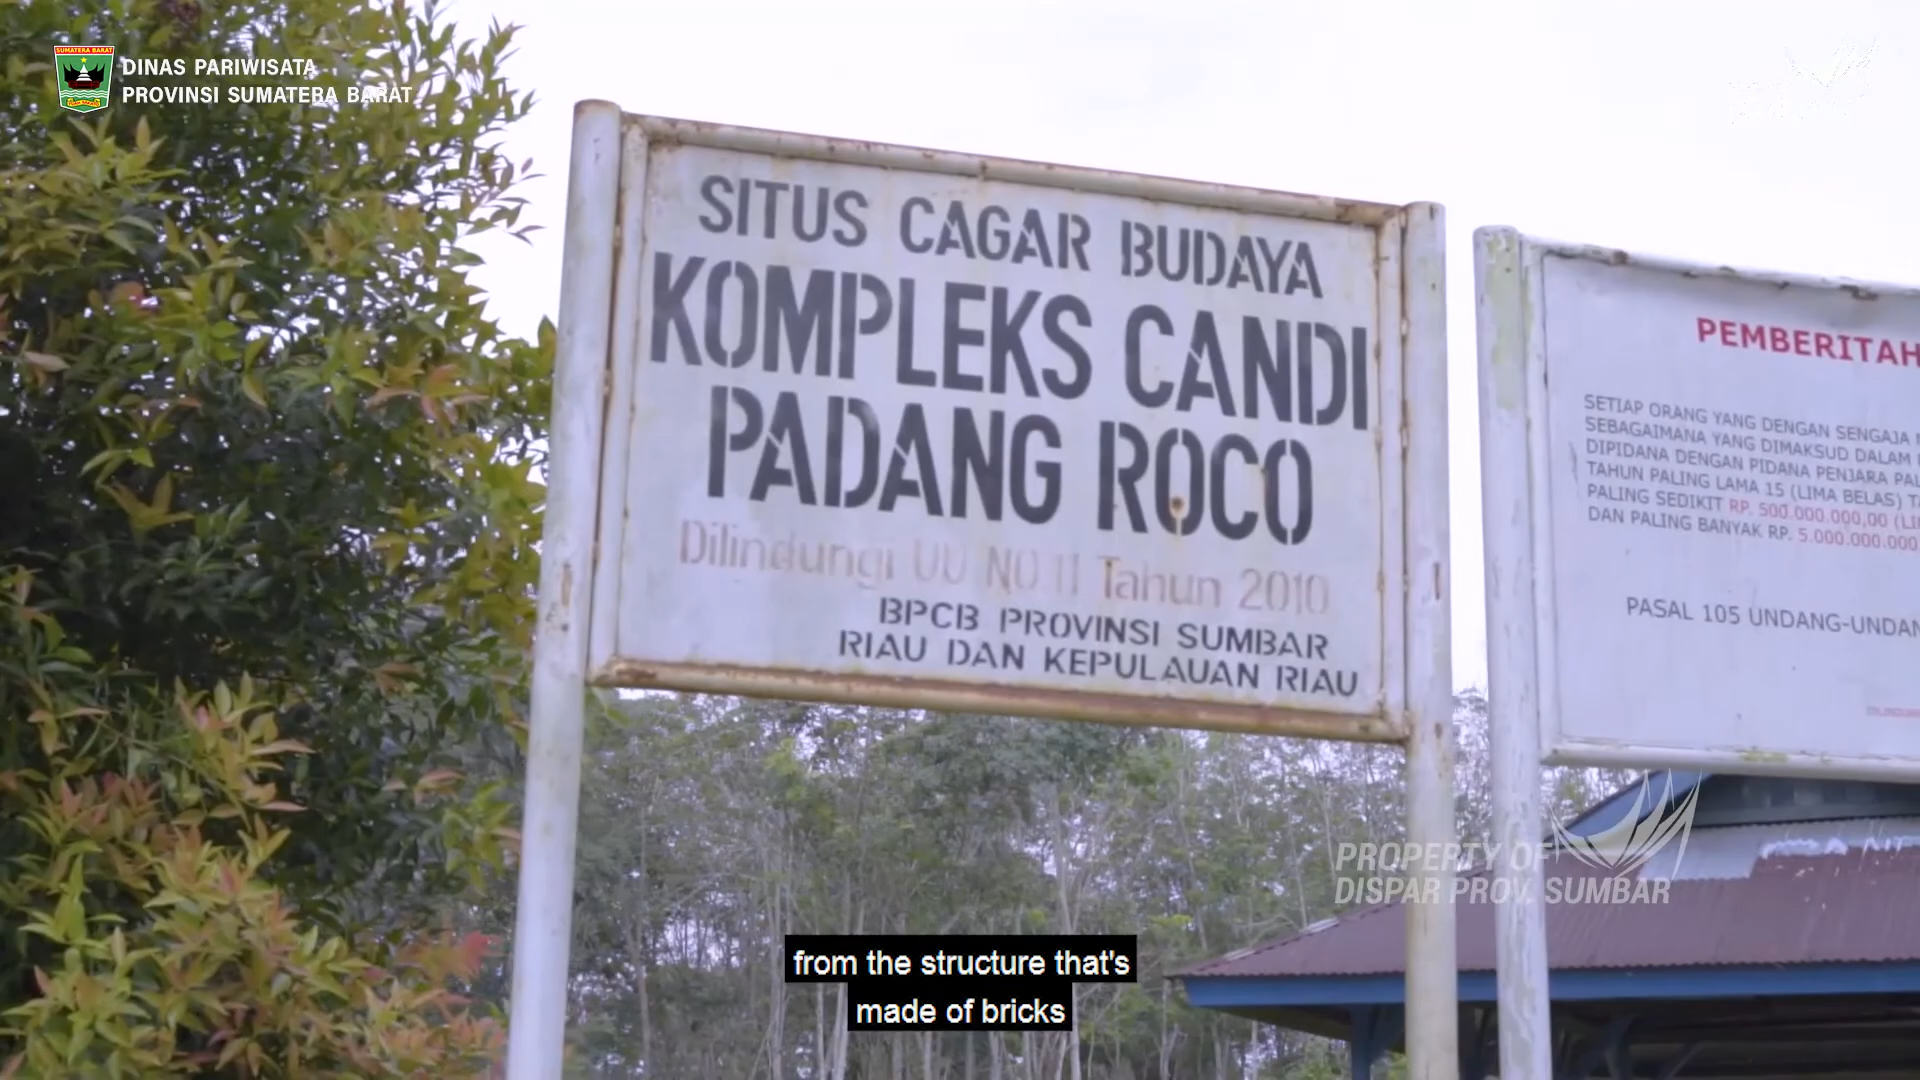 SUMATERA BARAT
DINAS PARIWISATA
PROVINSI SUMATERA BARAT
SITUS CAGAR BUDAYA
KOMPLEKS CANDI
PADANG ROCO
Dilindungi UU NO 11 Tahun 2010
BPCB PROVINSI SUMBAR
RIAU DAN KEPULAUAN RIAU
PEMBERITAH
SETIAP ORANG YANG DENGAN SENGAJA
SEBAGAIMANA YANG DIMAKSUD DALAM
DIPIDANA DENGAN PIDANA PENJARA PAL
TAHUN PALING LAMA 15 (LIMA BELAS) TA
PALING SEDIKIT RP. 500.000.000,00 (LI
DAN PALING BANYAK RP. 5.000.000.000
PASAL 105 UNDANG-UNDAN
PROPERTY OF
DISPAR PROV. SUMBAR
from the structure that's
made of bricks